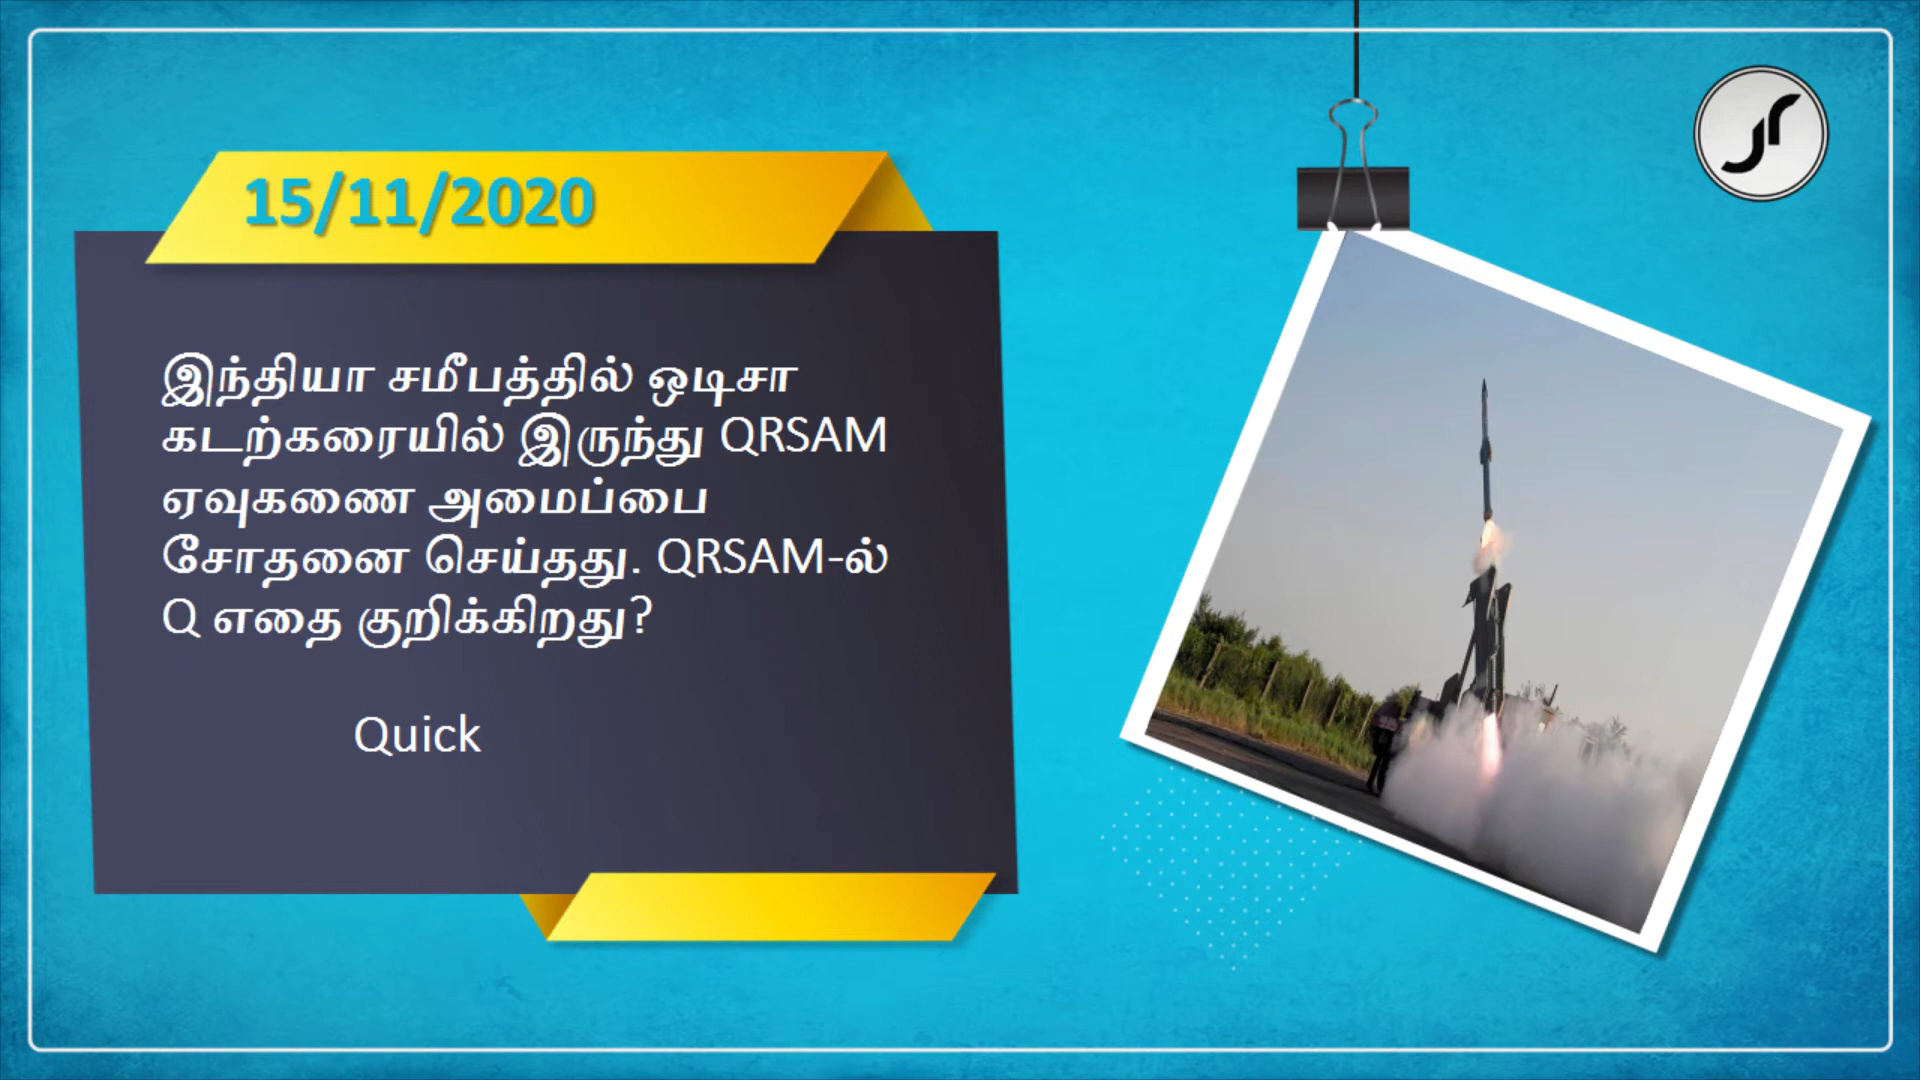 15/11/2020
இந்தியா சமீபத்தில் ஒடிசா
கடற்கரையில் இருந்து QRSAM
ஏவுகணை அமைப்பை
சோதனை செய்தது. QRSAM-ல்
Q எதை குறிக்கிறது?
Quick